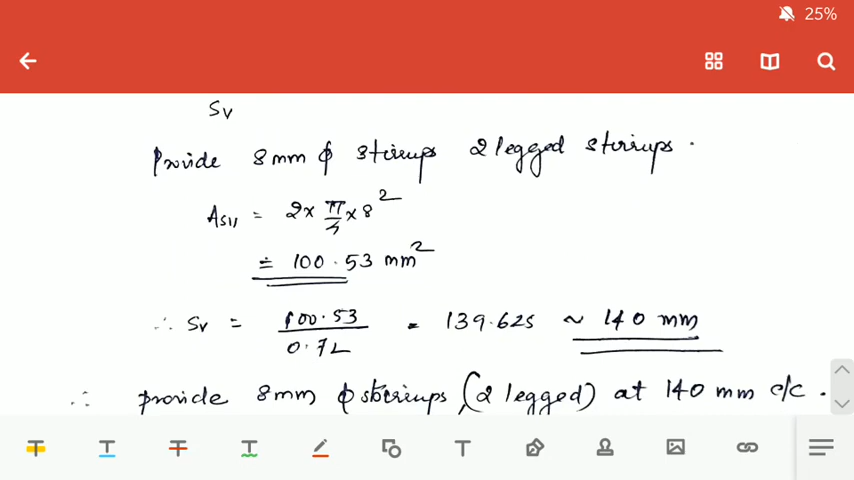 25%
Sv
Provide 8mm ϕ stirrups 2 legged stirrups.
Asv = 2 × π/4 × 8²
= 100.53 mm²
∴ Sv = 100.53 / 0.72 = 139.625 ~ 140 mm
∴ provide 8mm ϕ stirrups (2 legged) at 140 mm c/c.
T T T T T